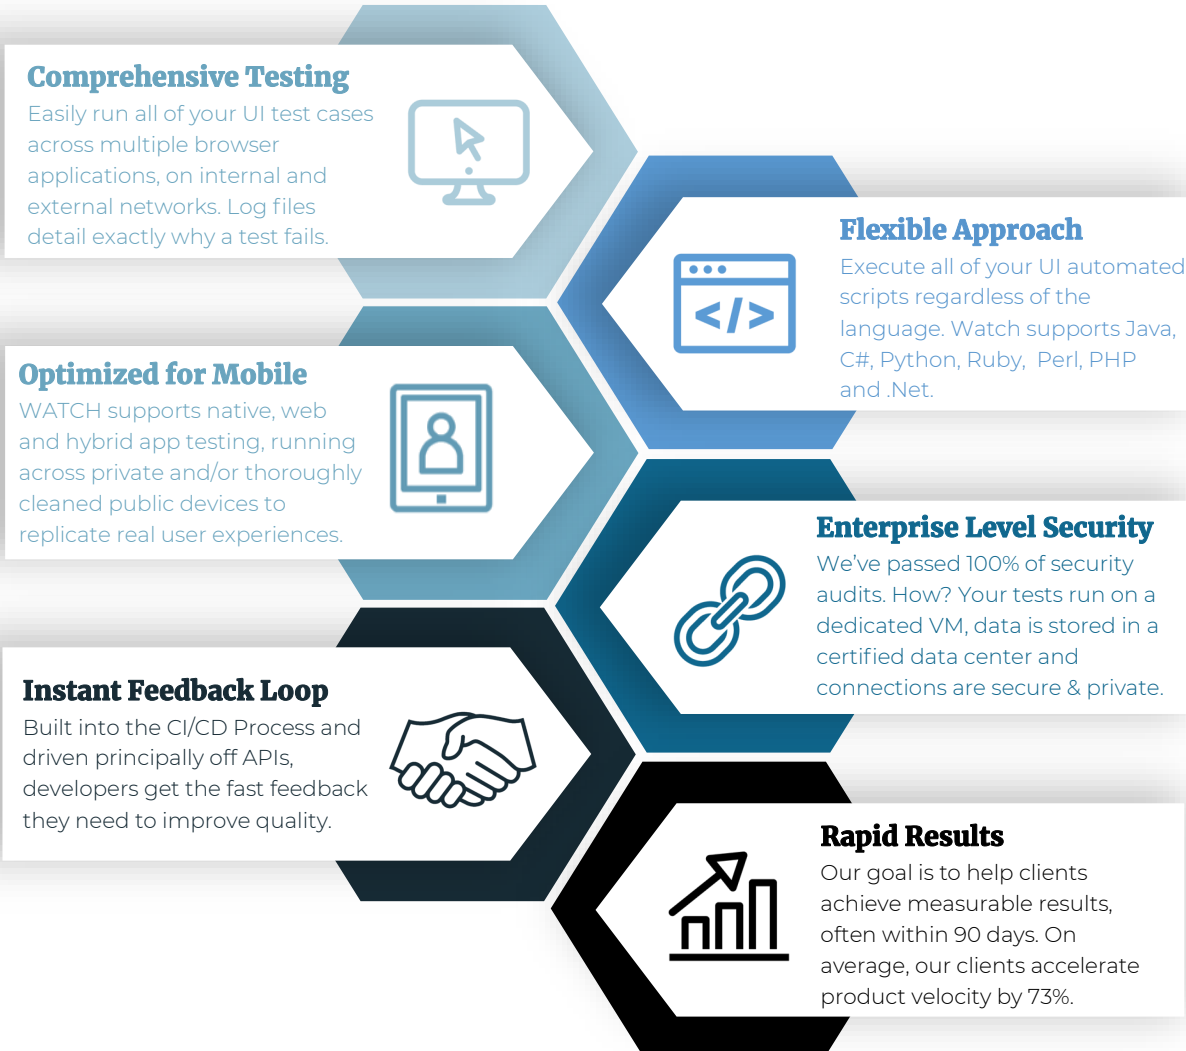 Comprehensive Testing
Easily run all of your UI test cases
across multiple browser
applications, on internal and
external networks. Log files
detail exactly why a test fails.
Flexible Approach
Execute all of your UI automated
scripts regardless of the
language. Watch supports Java,
C#, Python, Ruby,  Perl, PHP
and .Net.
</>
Optimized for Mobile
WATCH supports native, web
and hybrid app testing, running
across private and/or thoroughly
cleaned public devices to
replicate real user experiences.
Enterprise Level Security
We’ve passed 100% of security
audits. How? Your tests run on a
dedicated VM, data is stored in a
certified data center and
connections are secure & private.
Instant Feedback Loop
Built into the CI/CD Process and
driven principally off APIs,
developers get the fast feedback
they need to improve quality.
Rapid Results
Our goal is to help clients
achieve measurable results,
often within 90 days. On
average, our clients accelerate
product velocity by 73%.